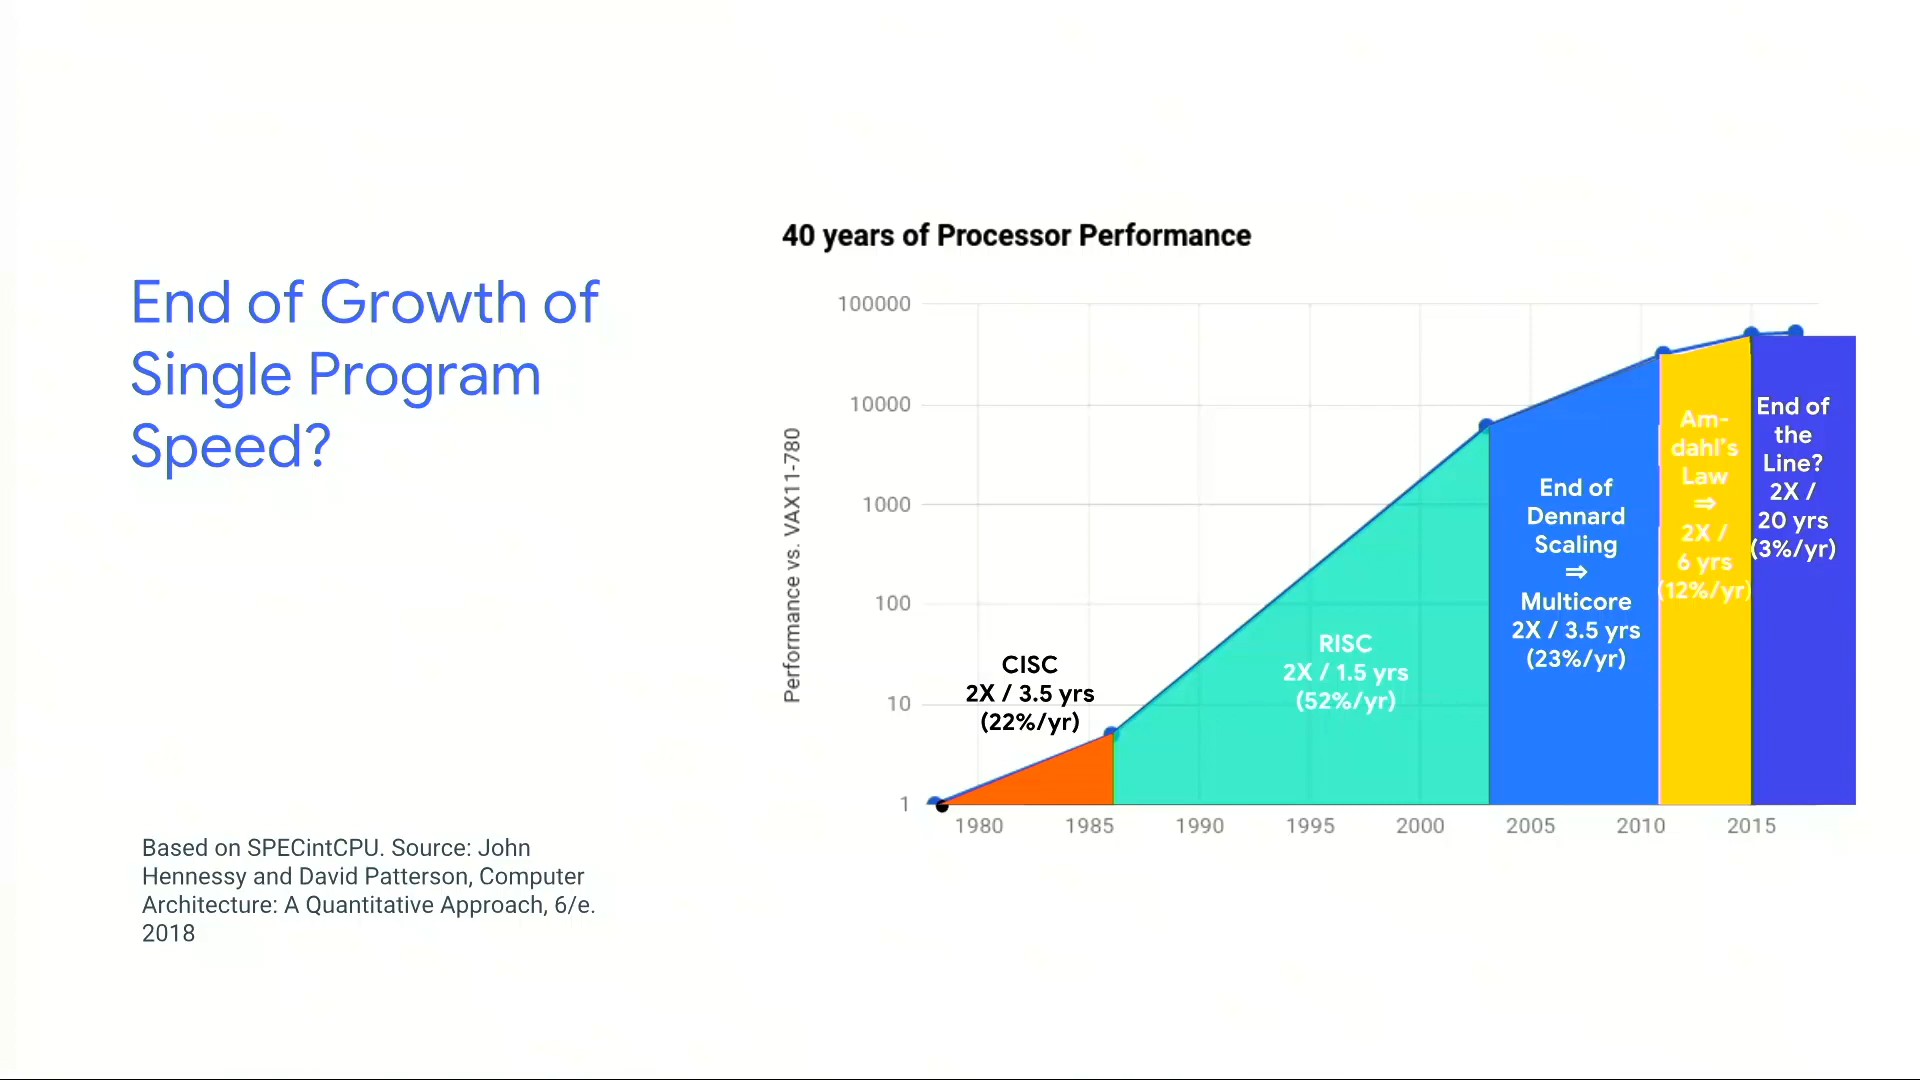 End of Growth of
Single Program
Speed?
Based on SPECintCPU. Source: John
Hennessy and David Patterson, Computer
Architecture: A Quantitative Approach, 6/e.
2018
40 years of Processor Performance
Performance vs. VAX11-780
100000
10000
1000
100
10
1
1980
1985
1990
1995
2000
2005
2010
2015
CISC
2X / 3.5 yrs
(22%/yr)
RISC
2X / 1.5 yrs
(52%/yr)
End of
Dennard
Scaling
⇒
Multicore
2X / 3.5 yrs
(23%/yr)
Am-
dahl's
Law
⇒
2X /
6 yrs
(12%/yr)
End of
the
Line?
2X /
20 yrs
(3%/yr)